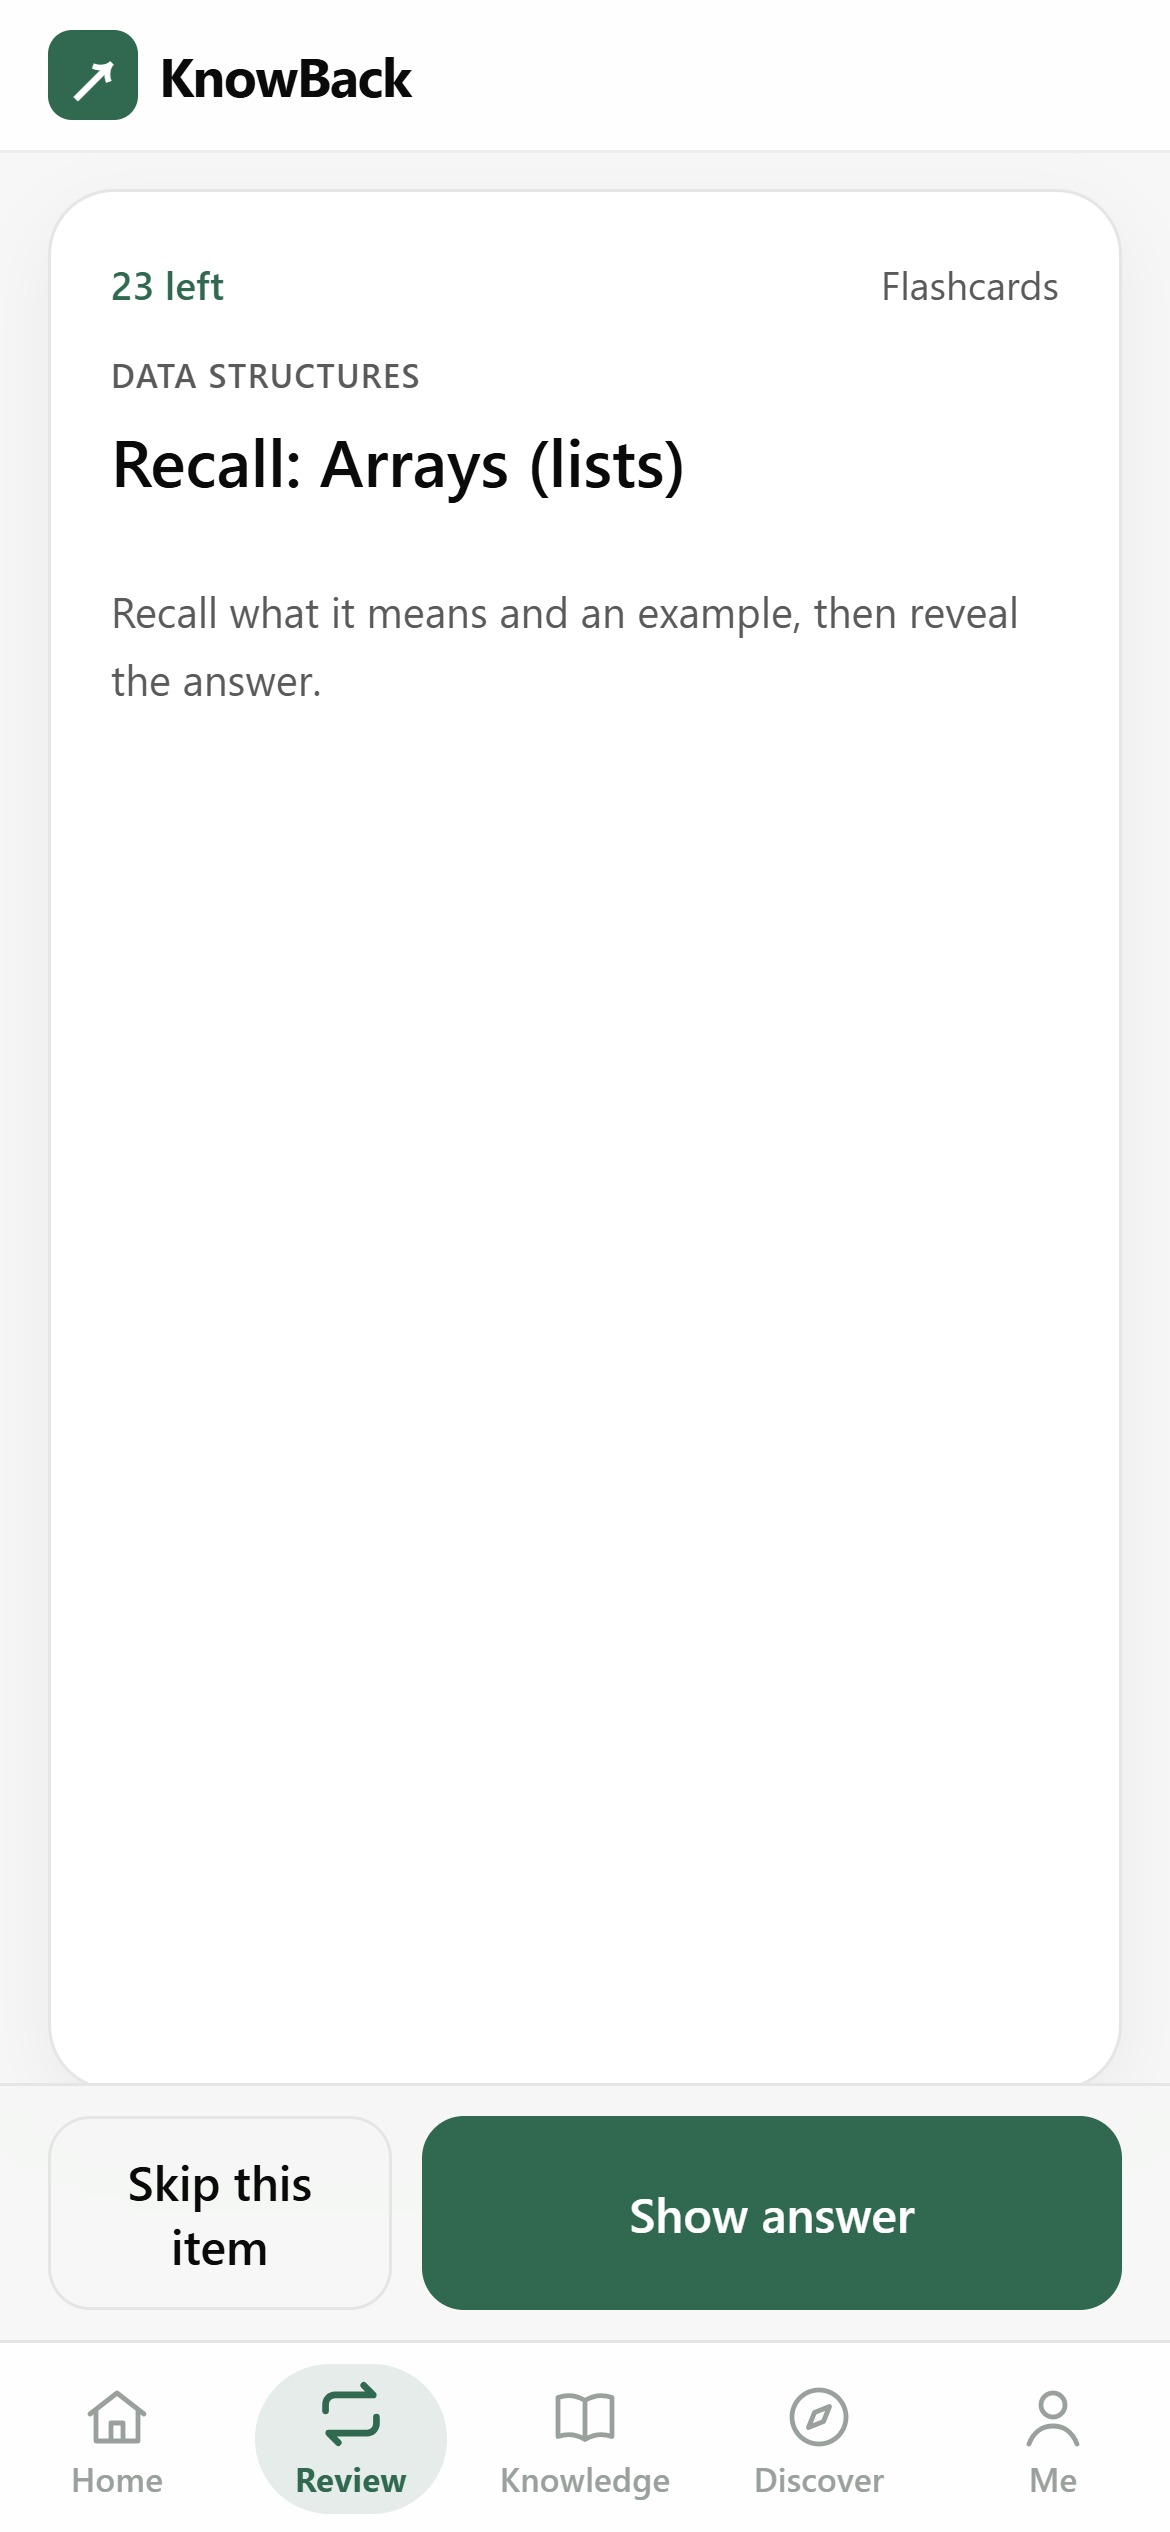 KnowBack
23 left
Flashcards
DATA STRUCTURES
Recall: Arrays (lists)
Recall what it means and an example, then reveal
the answer.
Skip this
item
Show answer
Home
Review
Knowledge
Discover
Me